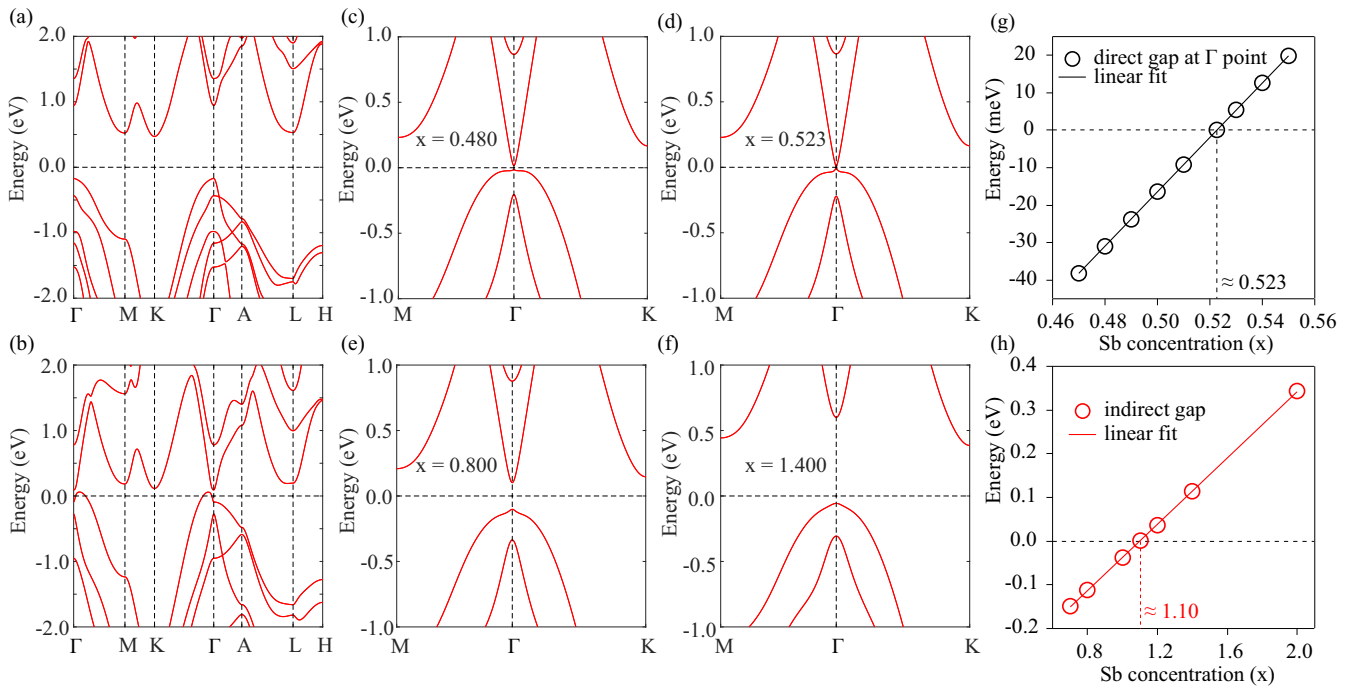 (a)
2.0
1.0
0.0
-1.0
-2.0
Energy (eV)
Γ M K Γ A L H
(c)
1.0
0.5
0.0
-0.5
-1.0
Energy (eV)
x = 0.480
M Γ K
(d)
1.0
0.5
0.0
-0.5
-1.0
Energy (eV)
x = 0.523
M Γ K
(g)
20
10
0
-10
-20
-30
-40
Energy (meV)
direct gap at Γ point
linear fit
≈ 0.523
0.46 0.48 0.50 0.52 0.54 0.56
Sb concentration (x)
(b)
2.0
1.0
0.0
-1.0
-2.0
Energy (eV)
Γ M K Γ A L H
(e)
1.0
0.5
0.0
-0.5
-1.0
Energy (eV)
x = 0.800
M Γ K
(f)
1.0
0.5
0.0
-0.5
-1.0
Energy (eV)
x = 1.400
M Γ K
(h)
0.4
0.3
0.2
0.1
0.0
-0.1
-0.2
Energy (eV)
indirect gap
linear fit
≈ 1.10
0.8 1.2 1.6 2.0
Sb concentration (x)